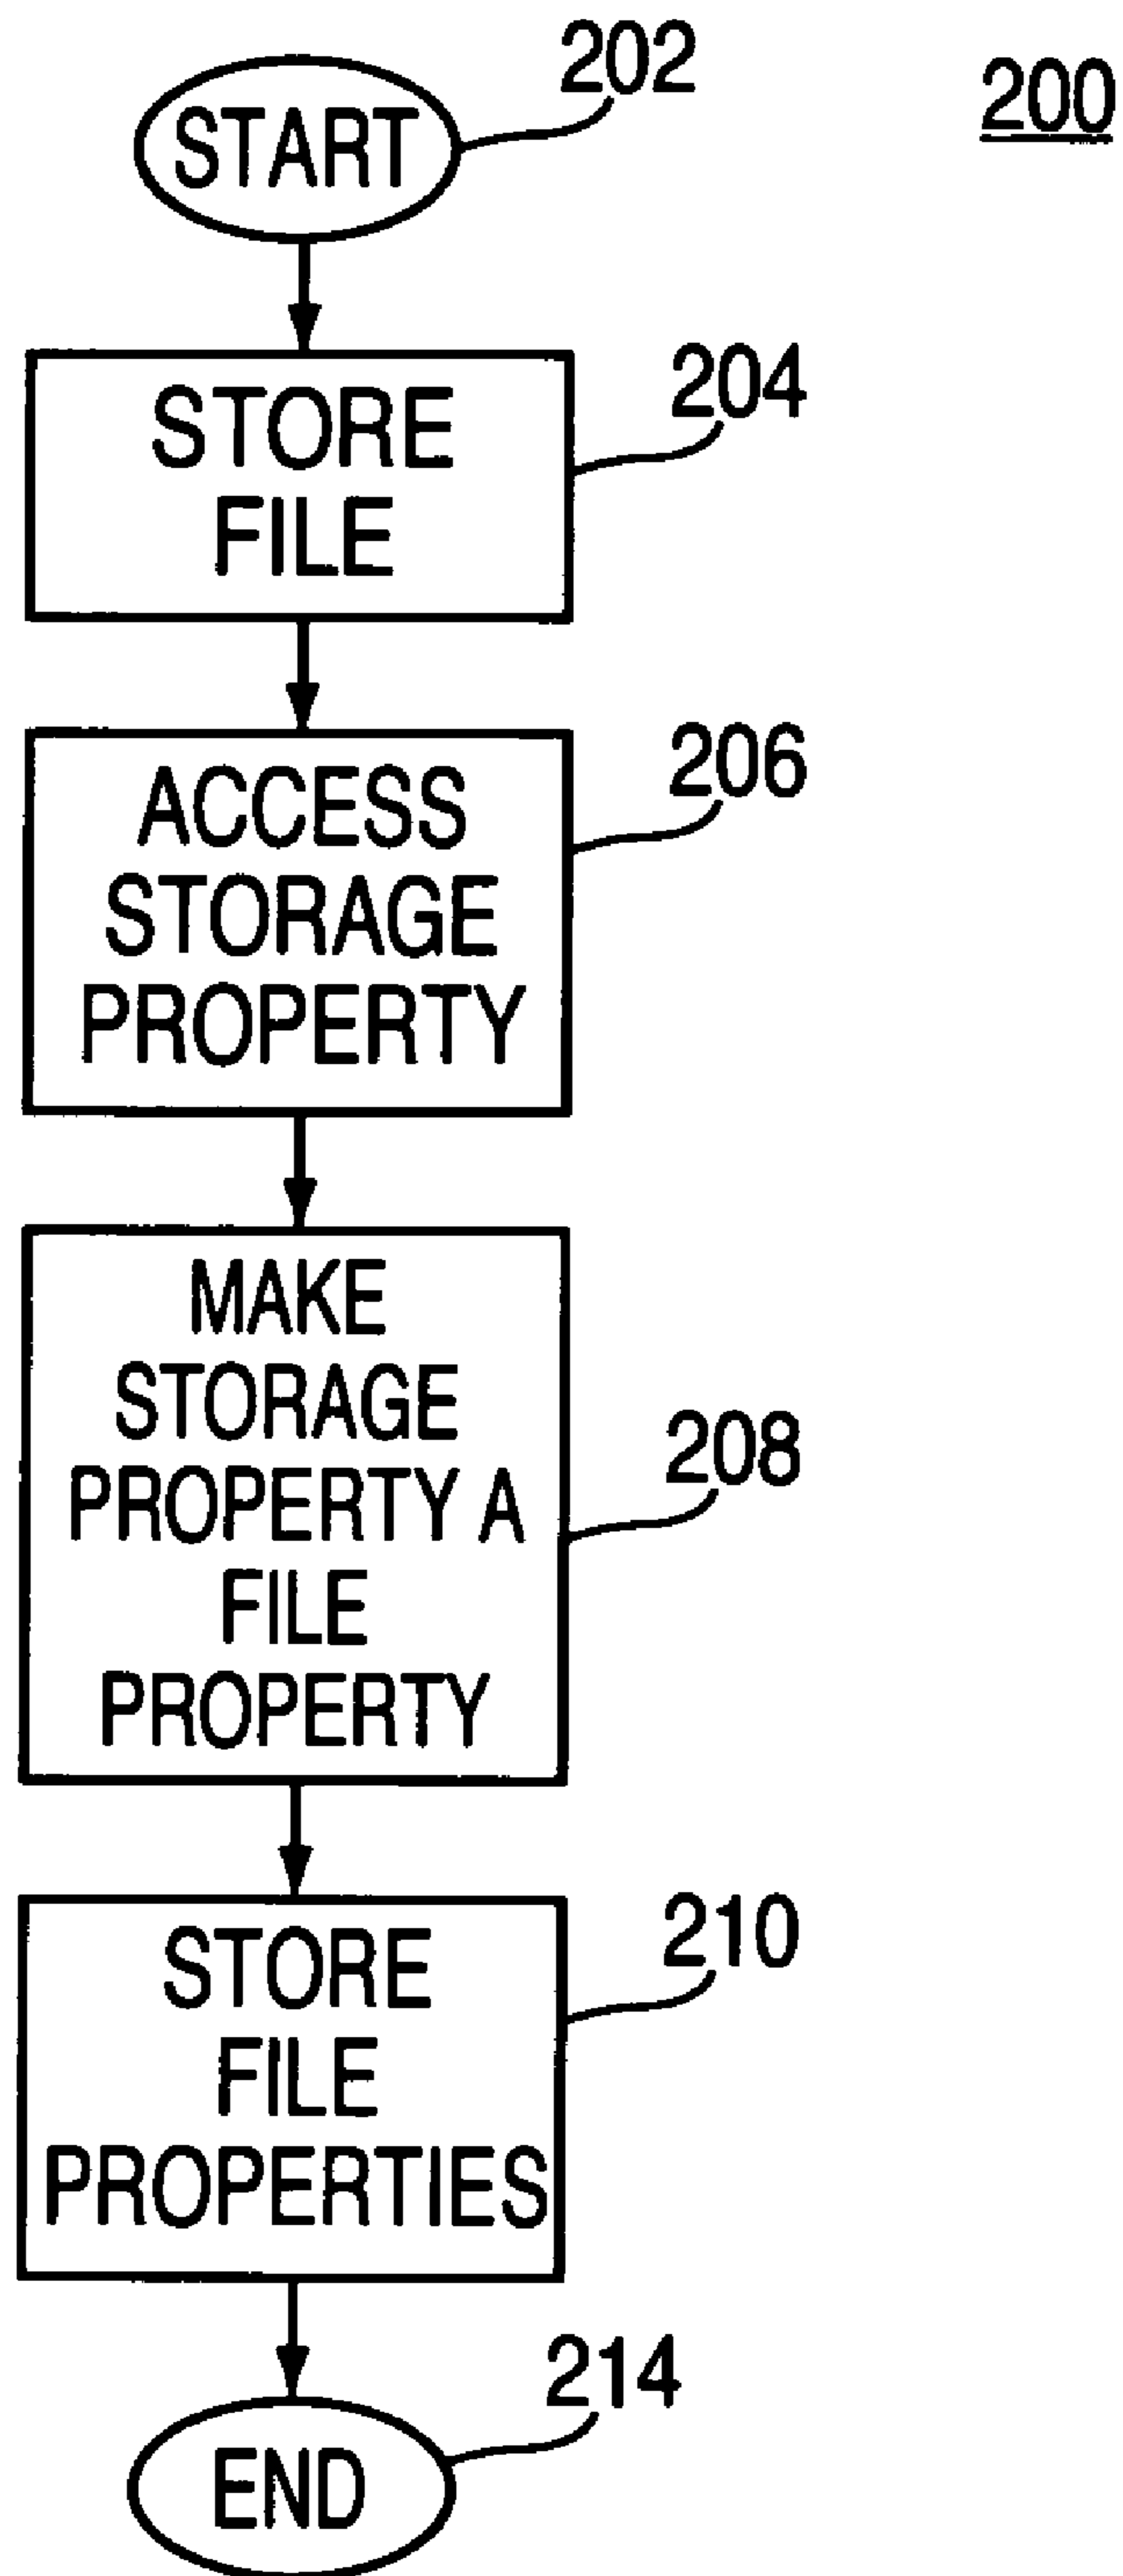 202
200
START
204
STORE
FILE
206
ACCESS
STORAGE
PROPERTY
MAKE
STORAGE
PROPERTY A
FILE
PROPERTY
208
210
STORE
FILE
PROPERTIES
214
END